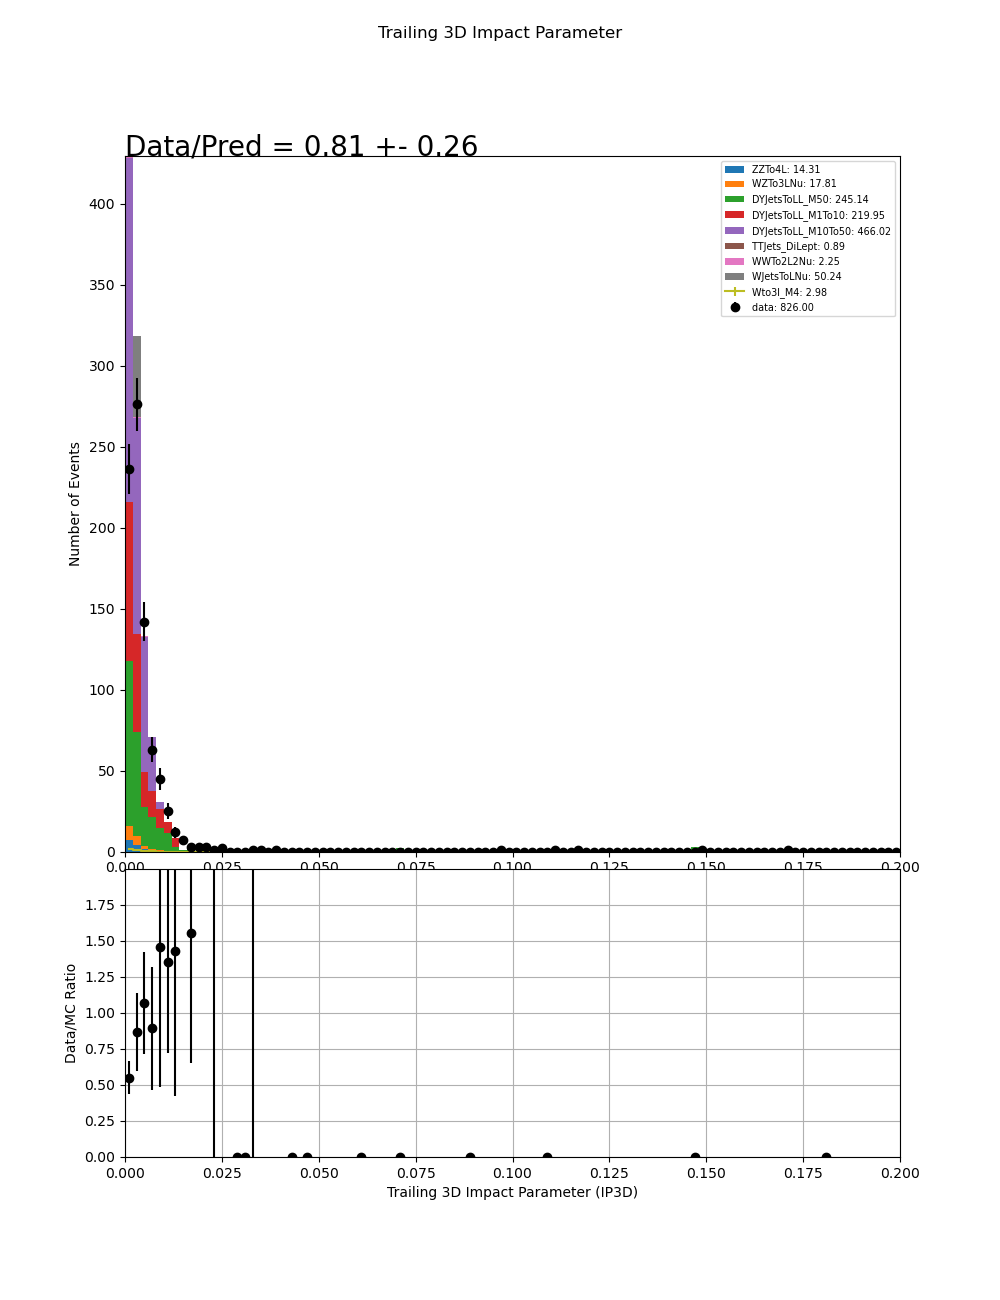 Trailing 3D Impact Parameter
Data/Pred = 0.81 +- 0.26
ZZTo4L: 14.31
WZTo3LNu: 17.81
DYJetsToLL_M50: 245.14
DYJetsToLL_M1To10: 219.95
DYJetsToLL_M10To50: 466.02
TTJets_DiLept: 0.89
WWTo2L2Nu: 2.25
WJetsToLNu: 50.24
Wto3l_M4: 2.98
data: 826.00
Number of Events
400
350
300
250
200
150
100
50
0
0.000 0.025 0.050 0.075 0.100 0.125 0.150 0.175 0.200
Data/MC Ratio
1.75
1.50
1.25
1.00
0.75
0.50
0.25
0.00
0.000 0.025 0.050 0.075 0.100 0.125 0.150 0.175 0.200
Trailing 3D Impact Parameter (IP3D)